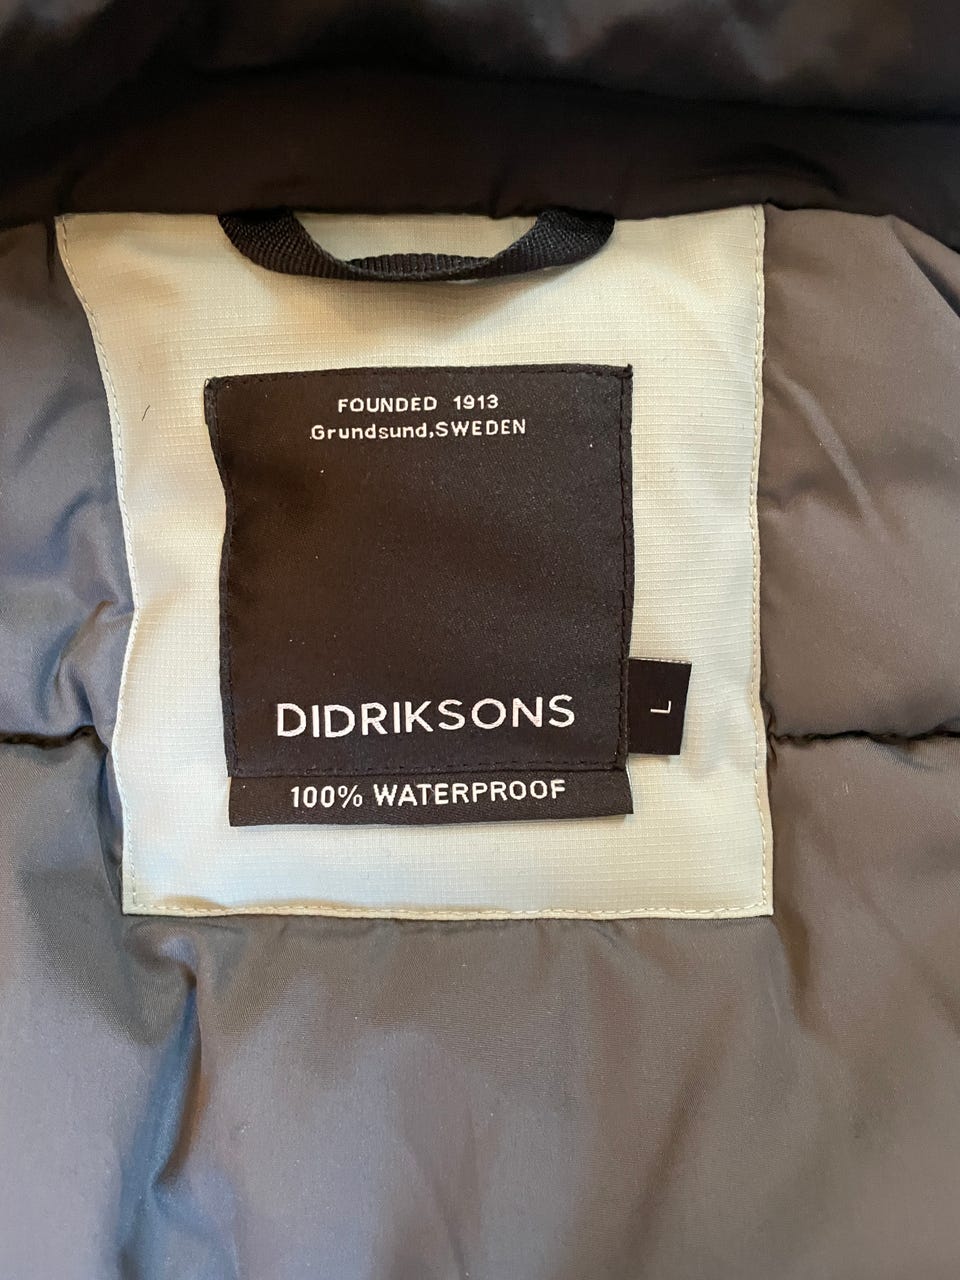 FOUNDED 1913
Grundsund,SWEDEN
DIDRIKSONS
L
100% WATERPROOF